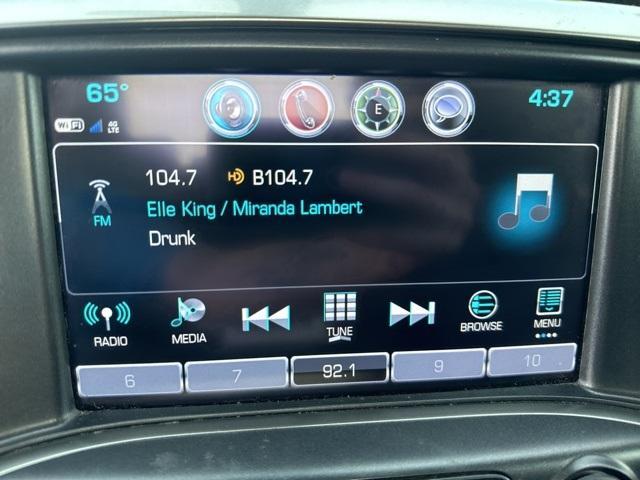 65°
4:37
WiFi 4G LTE
E
104.7 HD B104.7
FM
Elle King / Miranda Lambert
Drunk
RADIO
MEDIA
TUNE
BROWSE
MENU
6 7 92.1 9 10